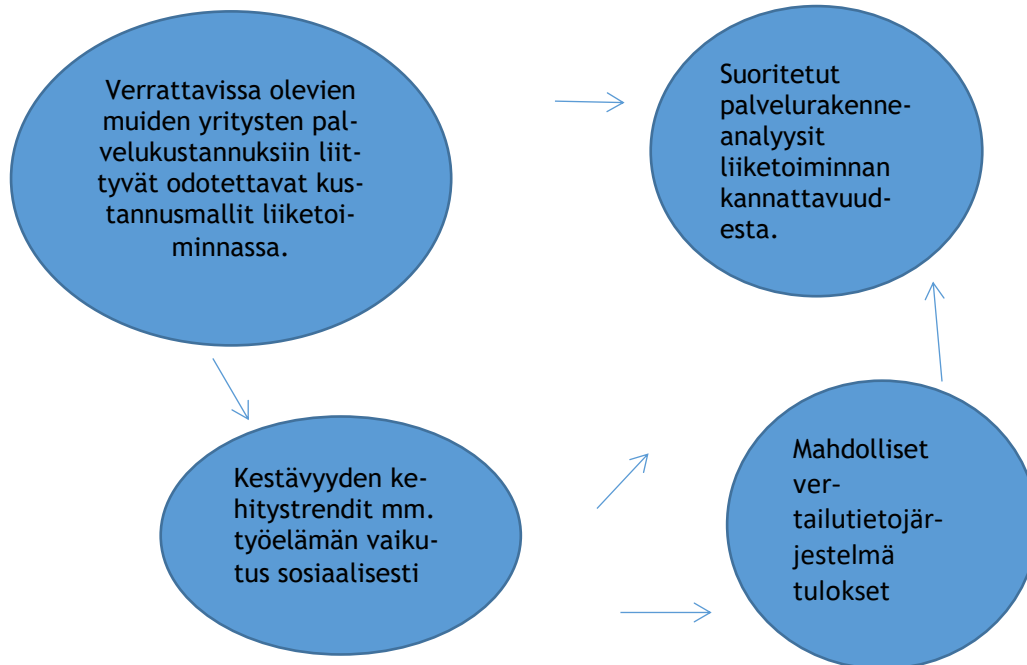 Verrattavissa olevien
muiden yritysten pal-
velukustannuksiin liit-
tyvät odotettavat kus-
tannusmallit liiketoi-
minnassa.
Suoritetut
palvelurakenne-
analyysit
liiketoiminnan
kannattavuud-
esta.
Kestävyyden ke-
hitystrendit mm.
työelämän vaiku-
tus sosiaalisesti
Mahdolliset
ver-
tailutietojär-
jestelmä
tulokset